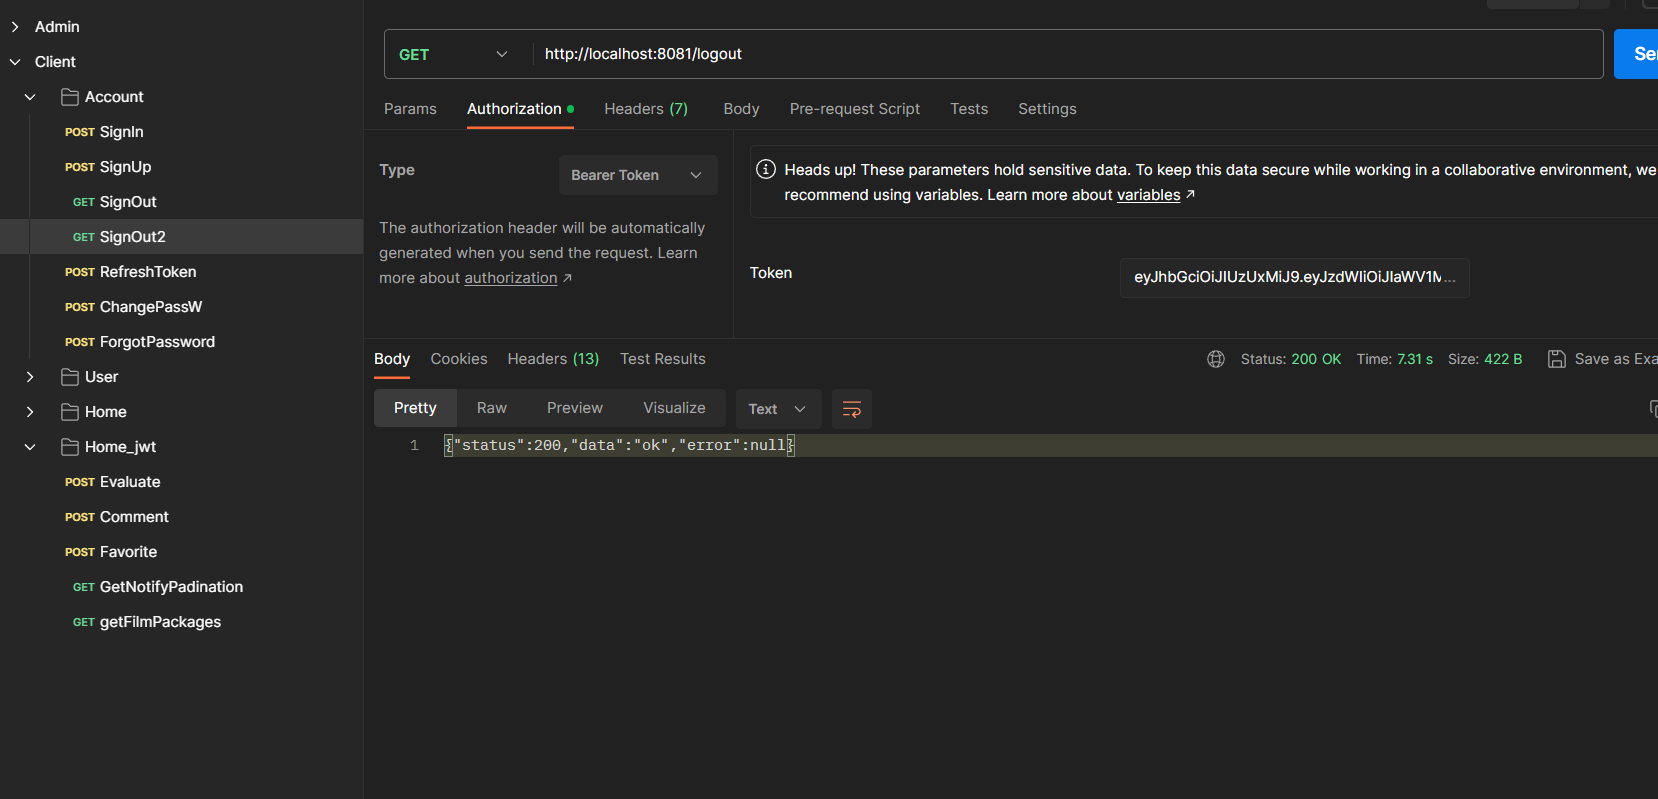 Admin
Client
Account
POST SignIn
POST SignUp
GET SignOut
GET SignOut2
POST RefreshToken
POST ChangePassW
POST ForgotPassword
User
Home
Home_jwt
POST Evaluate
POST Comment
POST Favorite
GET GetNotifyPadination
GET getFilmPackages
GET http://localhost:8081/logout
Params Authorization Headers (7) Body Pre-request Script Tests Settings
Type Bearer Token
The authorization header will be automatically
generated when you send the request. Learn
more about authorization ↗
Heads up! These parameters hold sensitive data. To keep this data secure while working in a collaborative environment, we
recommend using variables. Learn more about variables ↗
Token
Body Cookies Headers (13) Test Results Status: 200 OK Time: 7.31 s Size: 422 B Save as
Pretty Raw Preview Visualize Text
1 {"status":200,"data":"ok","error":null}